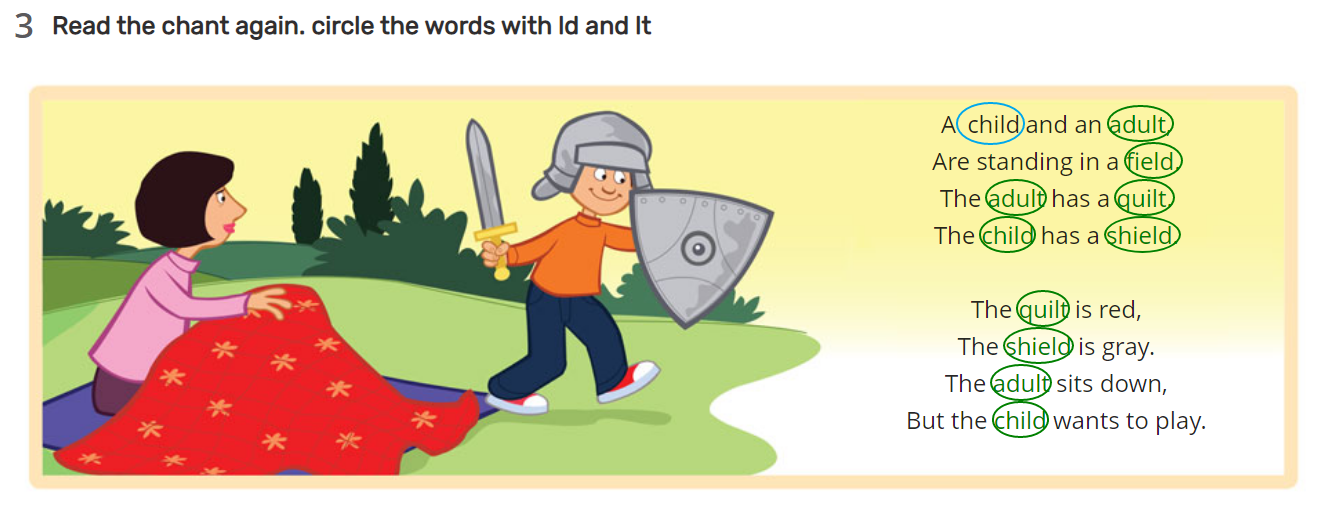 3 Read the chant again. circle the words with ld and lt
A child and an adult,
Are standing in a field.
The adult has a quilt.
The child has a shield.
The quilt is red,
The shield is gray.
The adult sits down,
But the child wants to play.